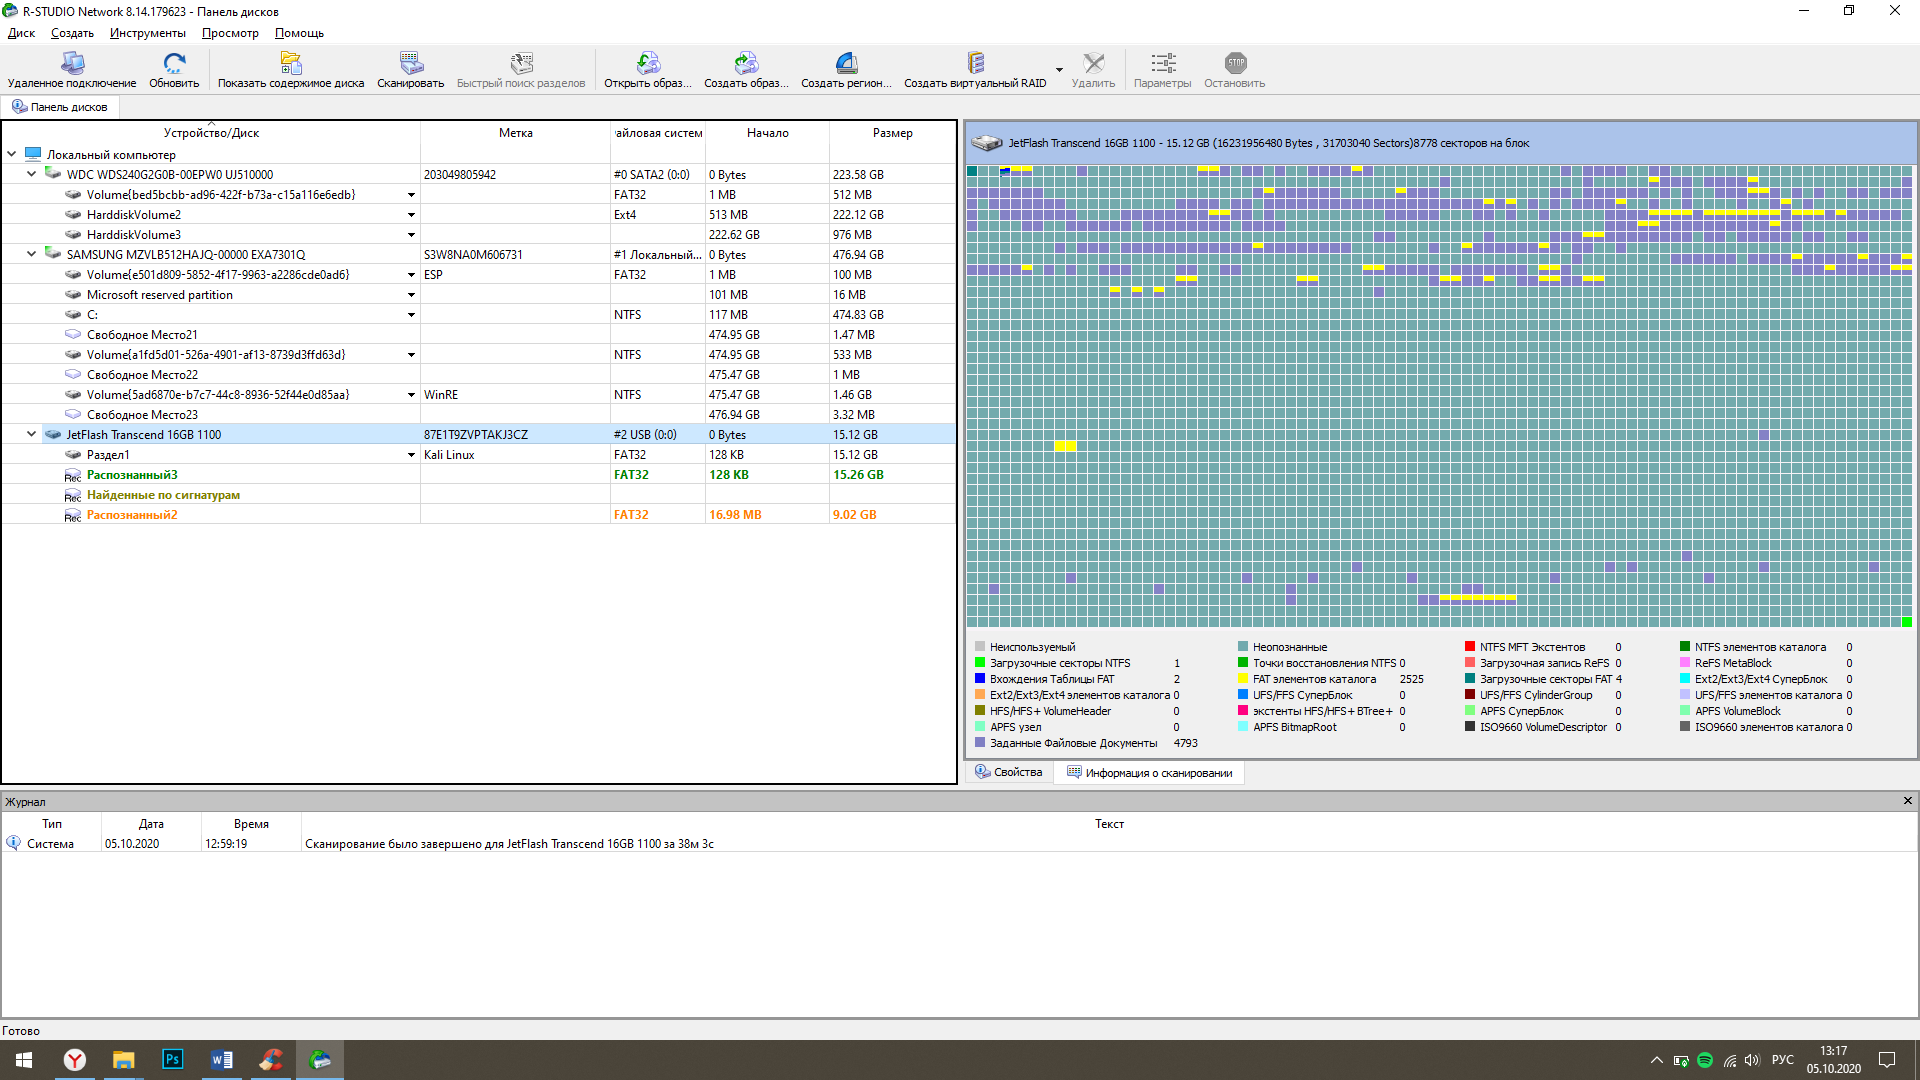 R-STUDIO Network 8.14.179623 - Панель дисков
Диск Создать Инструменты Просмотр Помощь
Удаленное подключение Обновить Показать содержимое диска Сканировать Быстрый поиск разделов Открыть образ... Создать образ... Создать регион... Создать виртуальный RAID Удалить Параметры Остановить
STOP
Панель дисков
Устройство/Диск Метка айловая систем Начало Размер
Локальный компьютер
WDC WDS240G2G0B-00EPW0 UJ510000 203049805942 #0 SATA2 (0:0) 0 Bytes 223.58 GB
Volume{bed5bcbb-ad96-422f-b73a-c15a116e6edb} FAT32 1 MB 512 MB
HarddiskVolume2 Ext4 513 MB 222.12 GB
HarddiskVolume3 222.62 GB 976 MB
SAMSUNG MZVLB512HAJQ-00000 EXA7301Q S3W8NA0M606731 #1 Локальный... 0 Bytes 476.94 GB
Volume{e501d809-5852-4f17-9963-a2286cde0ad6} ESP FAT32 1 MB 100 MB
Microsoft reserved partition 101 MB 16 MB
C: NTFS 117 MB 474.83 GB
Свободное Место21 474.95 GB 1.47 MB
Volume{a1fd5d01-526a-4901-af13-8739d3ffd63d} NTFS 474.95 GB 533 MB
Свободное Место22 475.47 GB 1 MB
Volume{5ad6870e-b7c7-44c8-8936-52f44e0d85aa} WinRE NTFS 475.47 GB 1.46 GB
Свободное Место23 476.94 GB 3.32 MB
JetFlash Transcend 16GB 1100 87E1T9ZVPTAKJ3CZ #2 USB (0:0) 0 Bytes 15.12 GB
Раздел1 Kali Linux FAT32 128 KB 15.12 GB
Rec Распознанный3 FAT32 128 KB 15.26 GB
Rec Найденные по сигнатурам
Rec Распознанный2 FAT32 16.98 MB 9.02 GB
JetFlash Transcend 16GB 1100 - 15.12 GB (16231956480 Bytes , 31703040 Sectors)8778 секторов на блок
Неиспользуемый Неопознанные NTFS MFT Экстентов 0 NTFS элементов каталога 0
Загрузочные секторы NTFS 1 Точки восстановления NTFS 0 Загрузочная запись ReFS 0 ReFS MetaBlock 0
Вхождения Таблицы FAT 2 FAT элементов каталога 2525 Загрузочные секторы FAT 4 Ext2/Ext3/Ext4 СуперБлок 0
Ext2/Ext3/Ext4 элементов каталога 0 UFS/FFS СуперБлок 0 UFS/FFS CylinderGroup 0 UFS/FFS элементов каталога 0
HFS/HFS+ VolumeHeader 0 экстенты HFS/HFS+ BTree+ 0 APFS СуперБлок 0 APFS VolumeBlock 0
APFS узел 0 APFS BitmapRoot 0 ISO9660 VolumeDescriptor 0 ISO9660 элементов каталога 0
Заданные Файловые Документы 4793
Свойства Информация о сканировании
Журнал
Тип Дата Время Текст
Система 05.10.2020 12:59:19 Сканирование было завершено для JetFlash Transcend 16GB 1100 за 38м 3с
Готово
Y Ps W РУС 13:17
05.10.2020